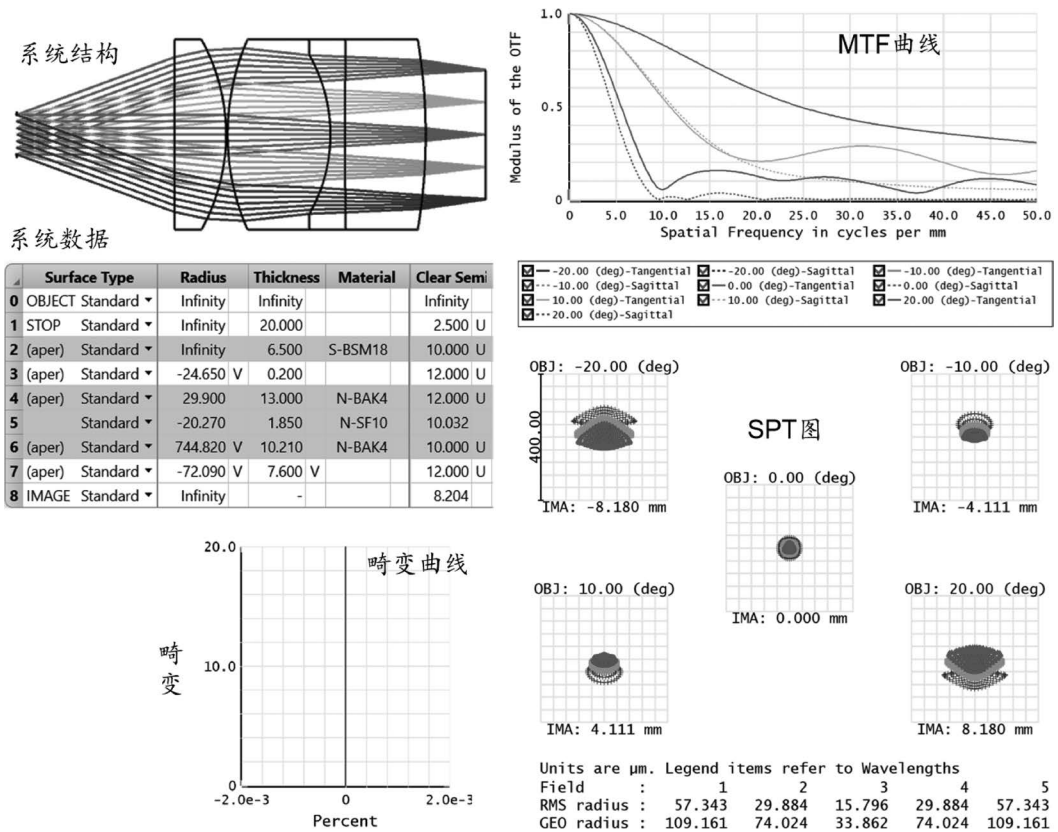 系统结构
系统数据
Surface Type Radius Thickness Material Clear Semi
0 OBJECT Standard Infinity Infinity Infinity
1 STOP Standard Infinity 20.000 2.500 U
2 (aper) Standard Infinity 6.500 S-BSM18 10.000 U
3 (aper) Standard -24.650 V 0.200 12.000 U
4 (aper) Standard 29.900 13.000 N-BAK4 12.000 U
5 Standard -20.270 1.850 N-SF10 10.032
6 (aper) Standard 744.820 V 10.210 N-BAK4 10.000 U
7 (aper) Standard -72.090 V 7.600 V 12.000 U
8 IMAGE Standard Infinity - 8.204
畸变曲线
畸变
20.0
10.0
0
-2.0e-3 0 2.0e-3
Percent
MTF曲线
Modulus of the OTF
1.0
0.5
0
0 5.0 10.0 15.0 20.0 25.0 30.0 35.0 40.0 45.0 50.0
Spatial Frequency in cycles per mm
-20.00 (deg)-Tangential -20.00 (deg)-Sagittal -10.00 (deg)-Tangential
-10.00 (deg)-Sagittal 0.00 (deg)-Tangential 0.00 (deg)-Sagittal
10.00 (deg)-Tangential 10.00 (deg)-Sagittal 20.00 (deg)-Tangential
20.00 (deg)-Sagittal
SPT图
OBJ: -20.00 (deg)
400.00
IMA: -8.180 mm
OBJ: -10.00 (deg)
IMA: -4.111 mm
OBJ: 0.00 (deg)
IMA: 0.000 mm
OBJ: 10.00 (deg)
IMA: 4.111 mm
OBJ: 20.00 (deg)
IMA: 8.180 mm
Units are μm. Legend items refer to Wavelengths
Field : 1 2 3 4 5
RMS radius : 57.343 29.884 15.796 29.884 57.343
GEO radius : 109.161 74.024 33.862 74.024 109.161